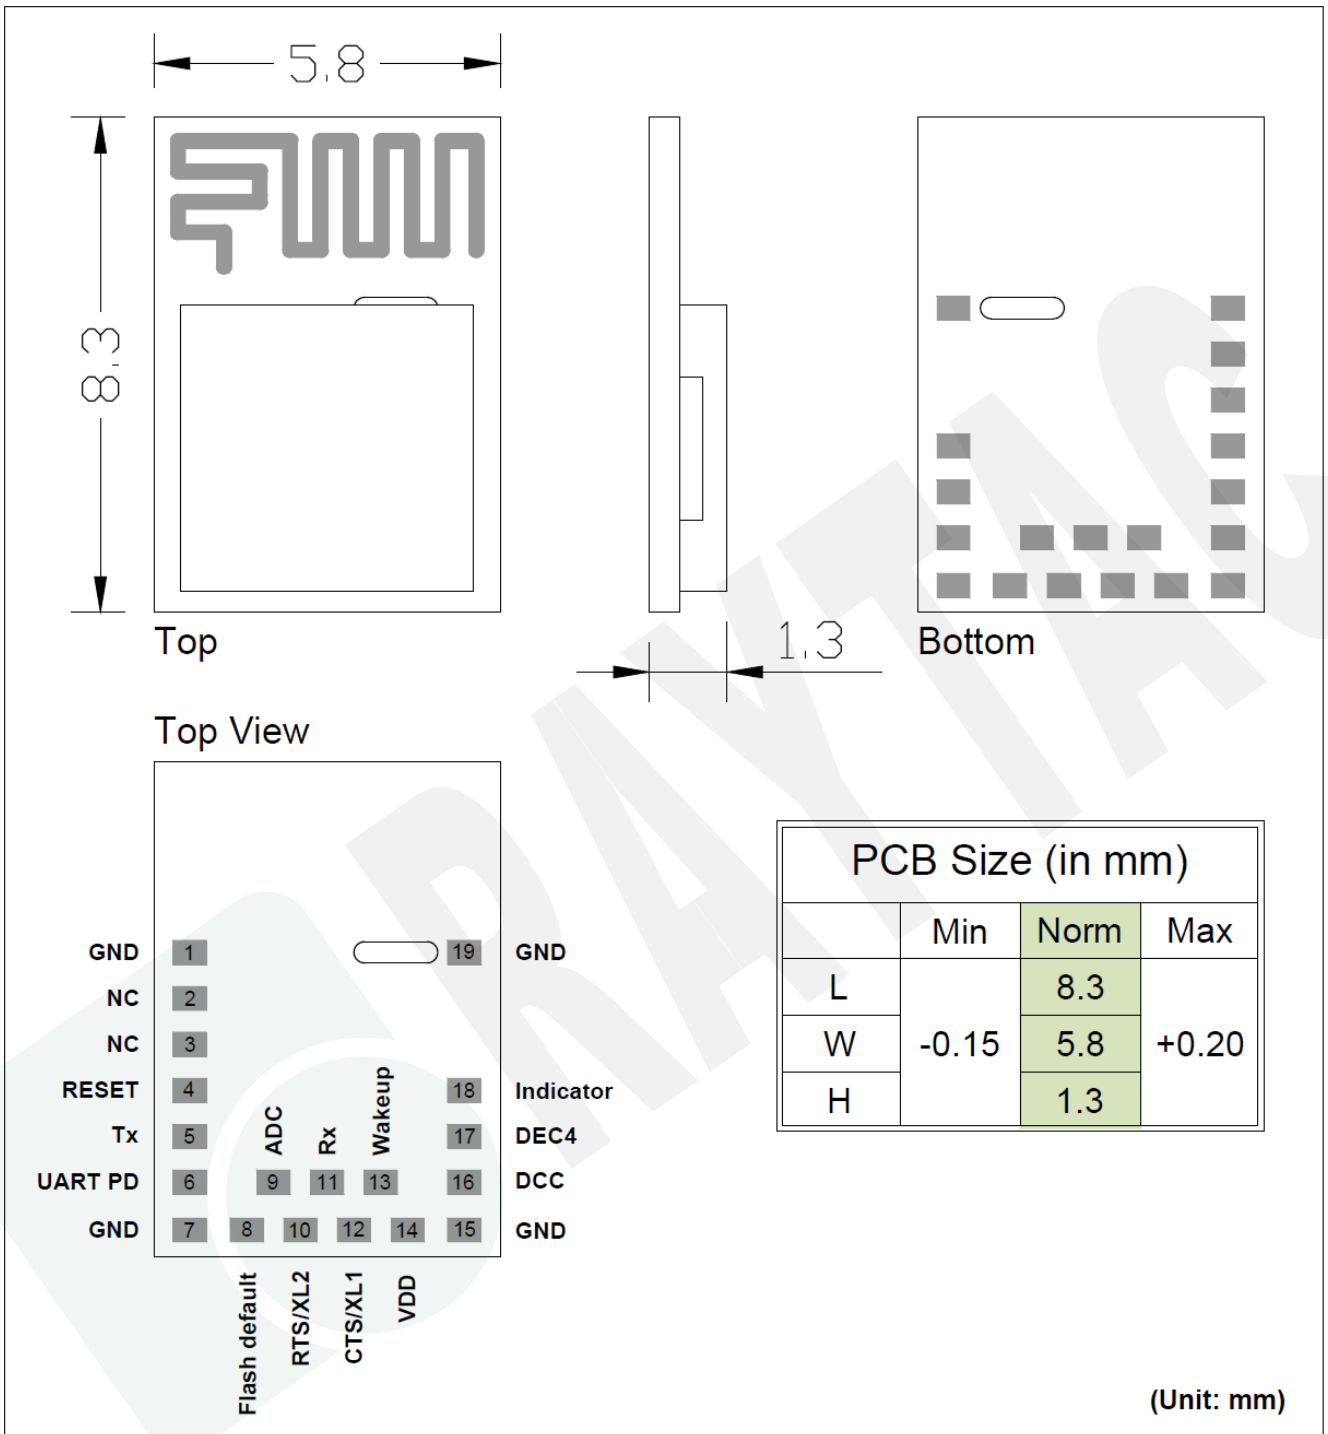 5.8
8.3
Top
1.3
Bottom
RAYTAC
Top View
GND 1 19 GND
NC 2
NC 3
RESET 4 18 Indicator
Tx 5 17 DEC4
UART PD 6 9 11 13 16 DCC
GND 7 8 10 12 14 15 GND
ADC
Rx
Wakeup
Flash default
RTS/XL2
CTS/XL1
VDD
PCB Size (in mm)
Min Norm Max
L 8.3
W -0.15 5.8 +0.20
H 1.3
(Unit: mm)